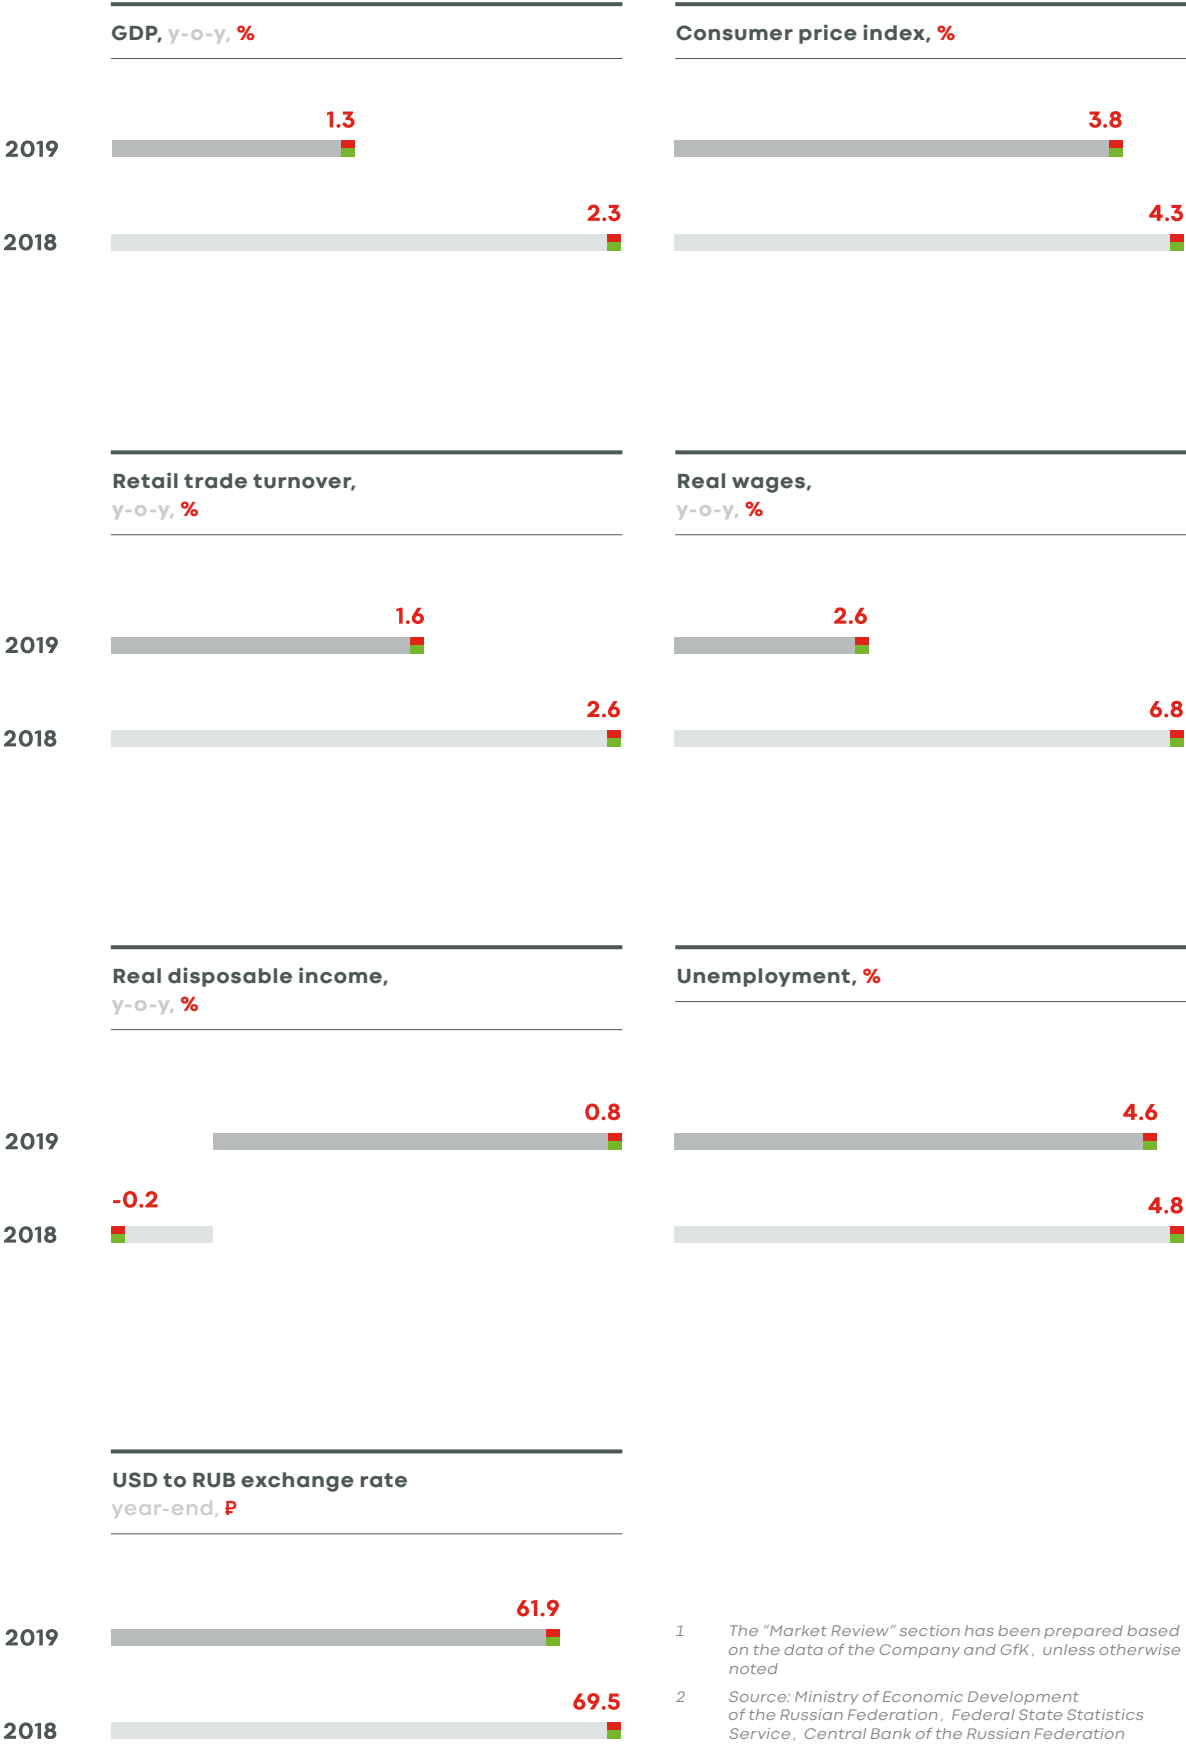 GDP, y-o-y, %
2019
1.3
2018
2.3
Consumer price index, %
3.8
4.3
Retail trade turnover,
y-o-y, %
2019
1.6
2018
2.6
Real wages,
y-o-y, %
2.6
6.8
Real disposable income,
y-o-y, %
2019
0.8
2018
-0.2
Unemployment, %
4.6
4.8
USD to RUB exchange rate
year-end, ₽
2019
61.9
2018
69.5
1 The “Market Review” section has been prepared based
on the data of the Company and GfK, unless otherwise
noted
2 Source: Ministry of Economic Development
of the Russian Federation, Federal State Statistics
Service, Central Bank of the Russian Federation